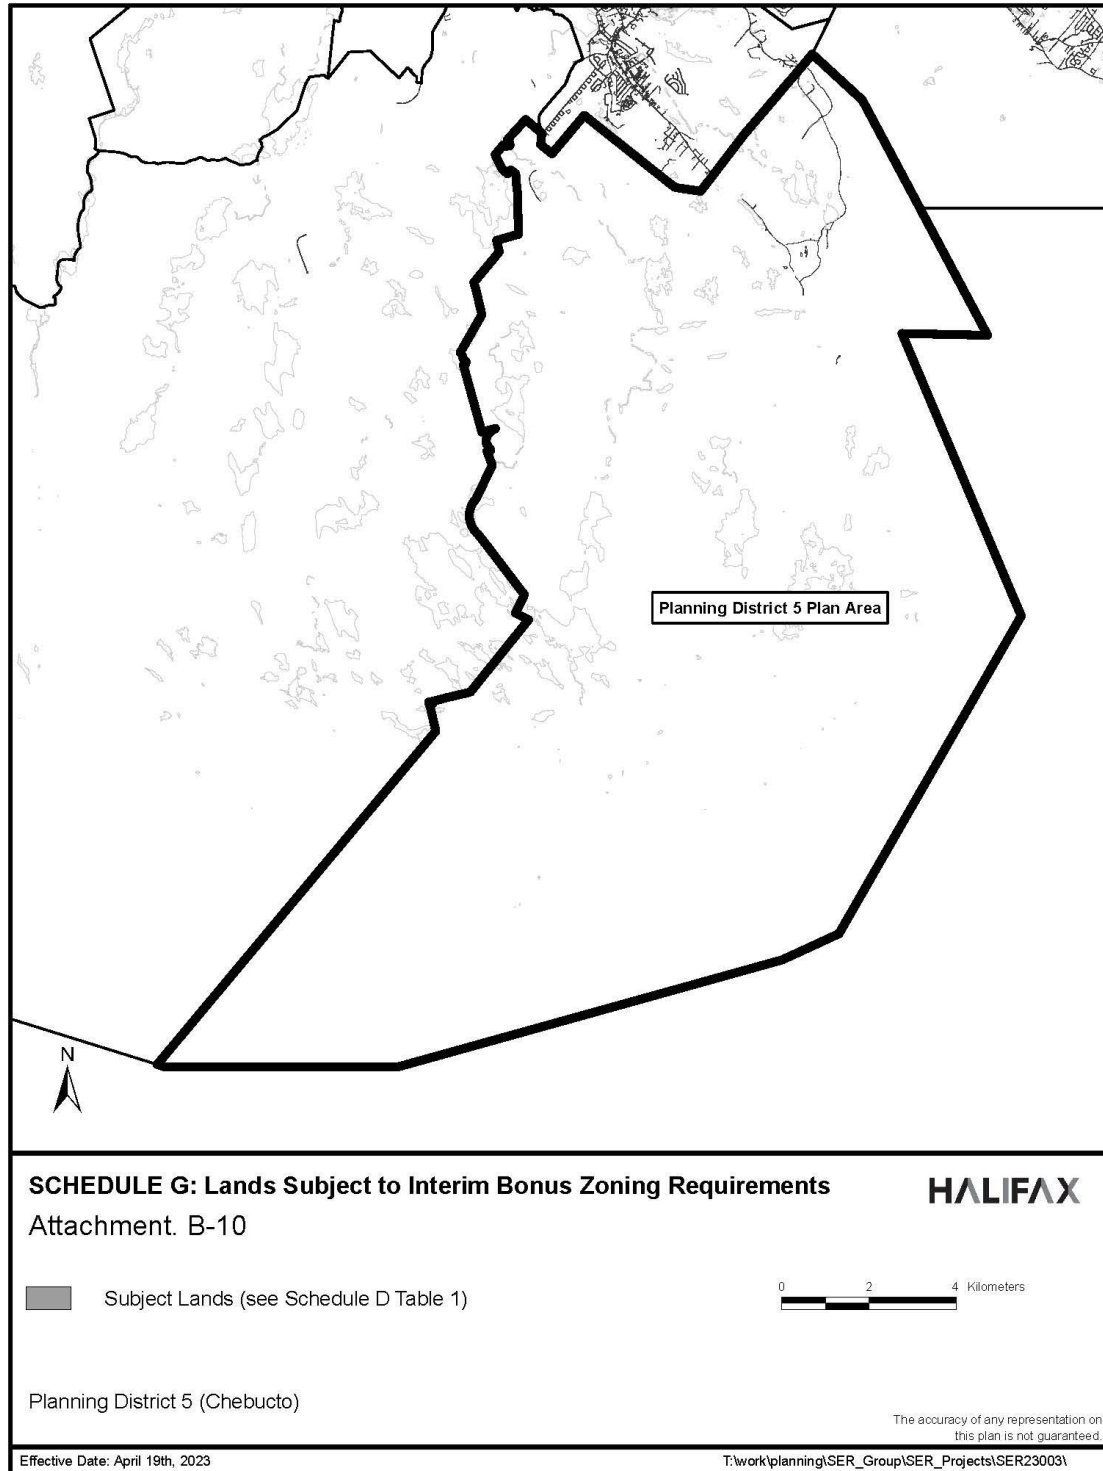 Planning District 5 Plan Area
N
SCHEDULE G: Lands Subject to Interim Bonus Zoning Requirements
HALIFAX
Attachment. B-10
Subject Lands (see Schedule D Table 1)
0 2 4 Kilometers
Planning District 5 (Chebucto)
The accuracy of any representation on
this plan is not guaranteed.
Effective Date: April 19th, 2023
T:\work\planning\SER_Group\SER_Projects\SER23003\